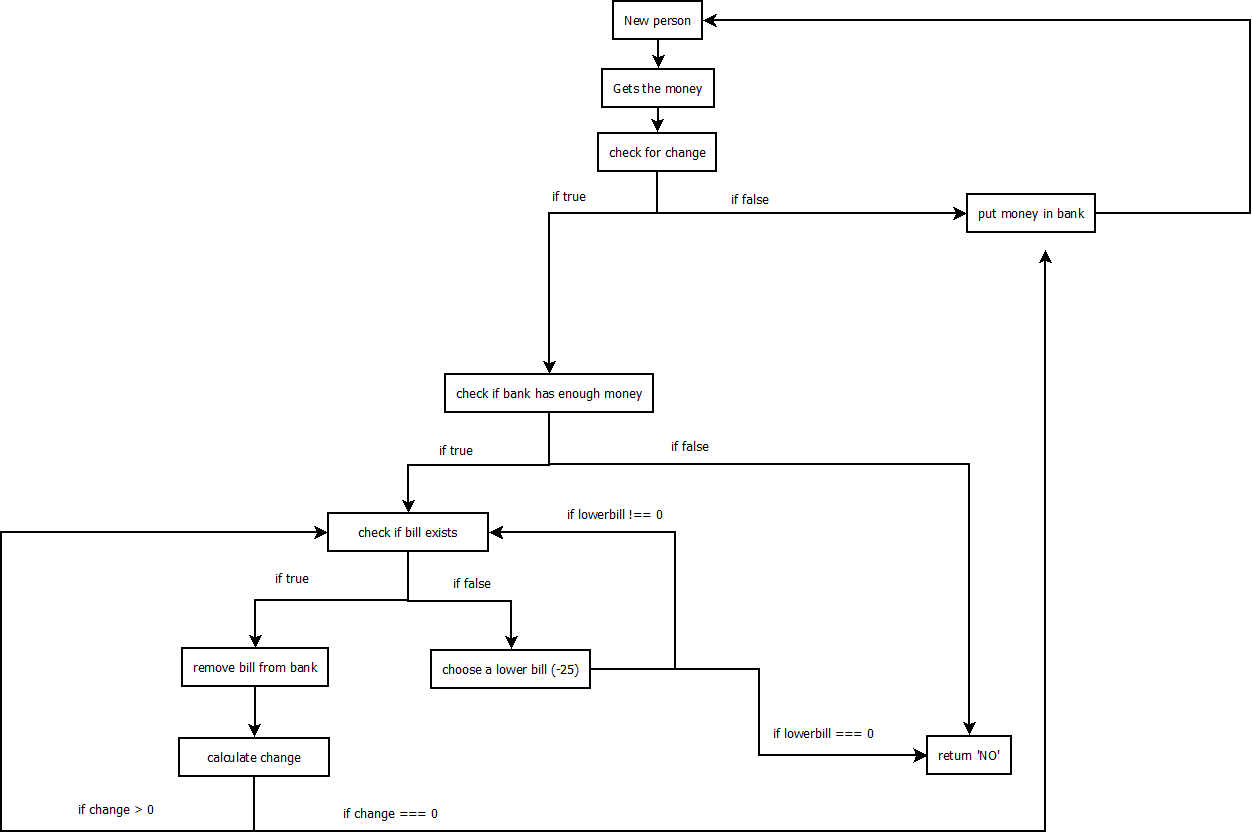 New person
Gets the money
check for change
if true
if false
put money in bank
check if bank has enough money
if true
if false
if lowerbill !== 0
check if bill exists
if true
if false
remove bill from bank
choose a lower bill (-25)
if lowerbill === 0
return 'NO'
calculate change
if change > 0
if change === 0